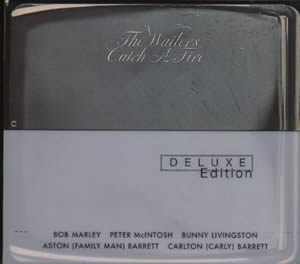 The Wailers
Catch A Fire
DELUXE
Edition
BOB MARLEY PETER McINTOSH BUNNY LIVINGSTON
ASTON (FAMILY MAN) BARRETT CARLTON (CARLY) BARRETT